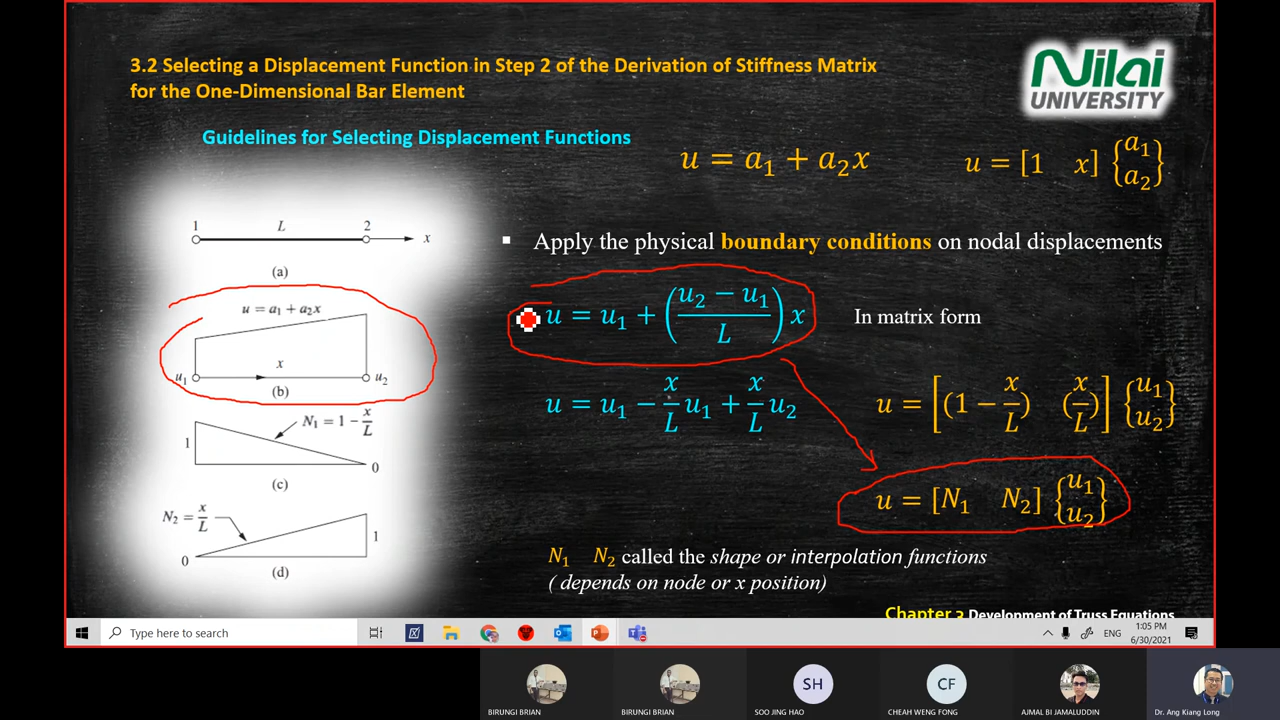 3.2 Selecting a Displacement Function in Step 2 of the Derivation of Stiffness Matrix
for the One-Dimensional Bar Element
Nilai
UNIVERSITY
Guidelines for Selecting Displacement Functions
u = a₁ + a₂x
u = [1 x] {a₁ a₂}
1 L 2
x
(a)
u = a₁ + a₂x
x
u₁ u₂
(b)
N₁ = 1 − x/L
1
0
(c)
N₂ = x/L
0
1
(d)
▪ Apply the physical boundary conditions on nodal displacements
u = u₁ + ((u₂ − u₁)/L) x
In matrix form
u = u₁ − x/L u₁ + x/L u₂
u = [(1 − x/L) (x/L)] {u₁ u₂}
u = [N₁ N₂] {u₁ u₂}
N₁ N₂ called the shape or interpolation functions
( depends on node or x position)
Chapter 3 Development of Truss Equations
Type here to search
ENG
1:05 PM
6/30/2021
BIRUNGI BRIAN
BIRUNGI BRIAN
SH
SOO JING HAO
CF
CHEAH WENG FONG
AJMAL BI JAMALUDDIN
Dr. Ang Kiang Long